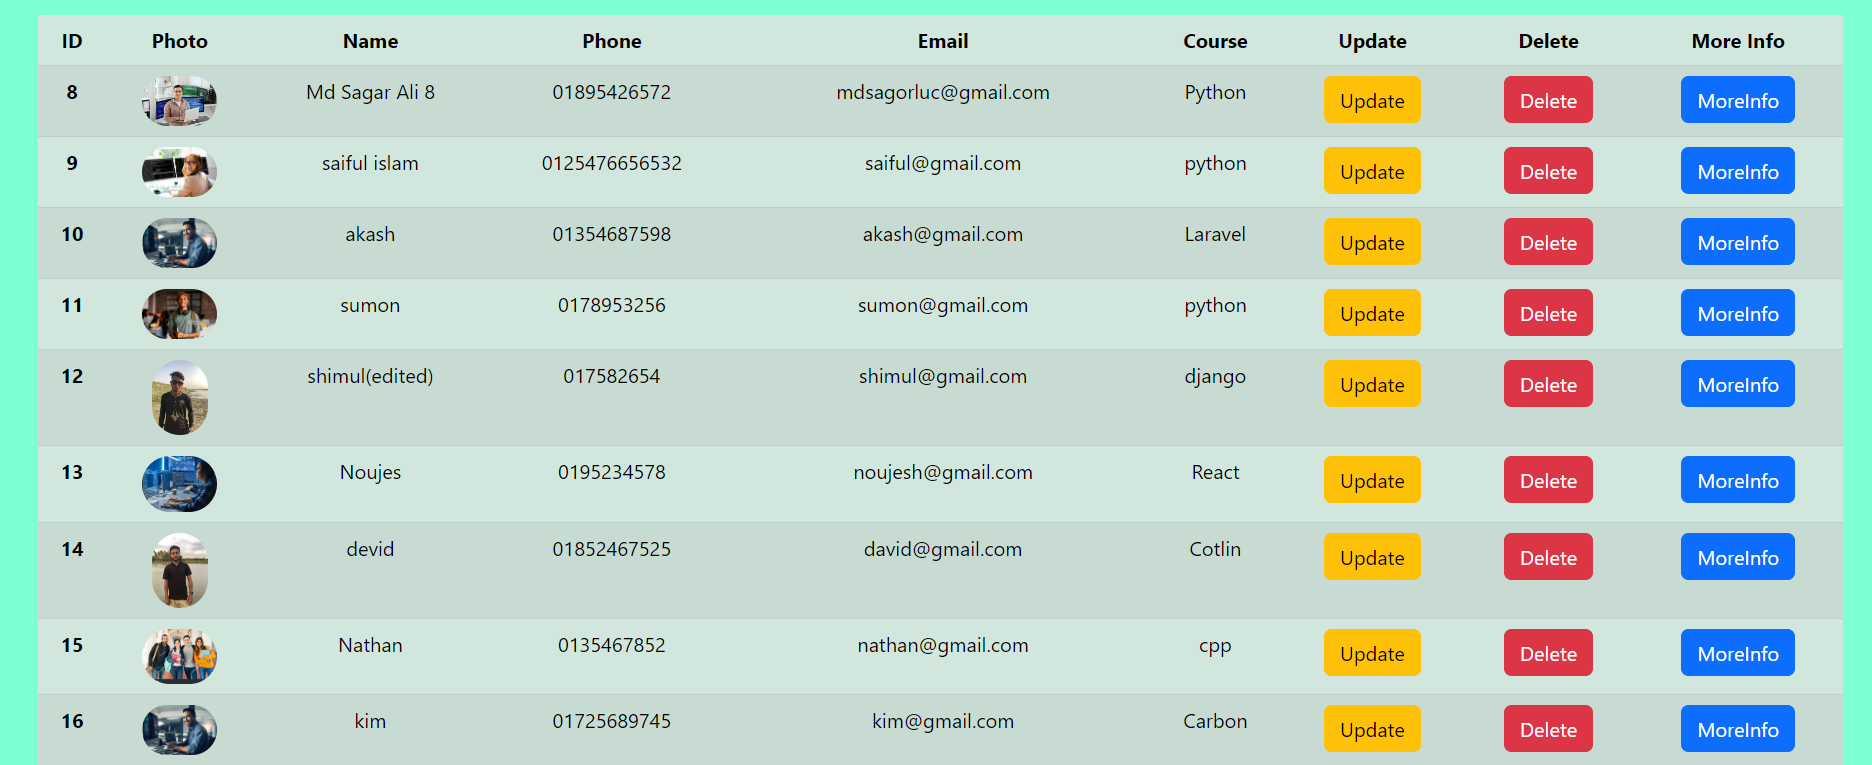 ID Photo Name Phone Email Course Update Delete More Info
8 Md Sagar Ali 8 01895426572 mdsagorluc@gmail.com Python Update Delete MoreInfo
9 saiful islam 0125476656532 saiful@gmail.com python Update Delete MoreInfo
10 akash 01354687598 akash@gmail.com Laravel Update Delete MoreInfo
11 sumon 0178953256 sumon@gmail.com python Update Delete MoreInfo
12 shimul(edited) 017582654 shimul@gmail.com django Update Delete MoreInfo
13 Noujes 0195234578 noujesh@gmail.com React Update Delete MoreInfo
14 devid 01852467525 david@gmail.com Cotlin Update Delete MoreInfo
15 Nathan 0135467852 nathan@gmail.com cpp Update Delete MoreInfo
16 kim 01725689745 kim@gmail.com Carbon Update Delete MoreInfo